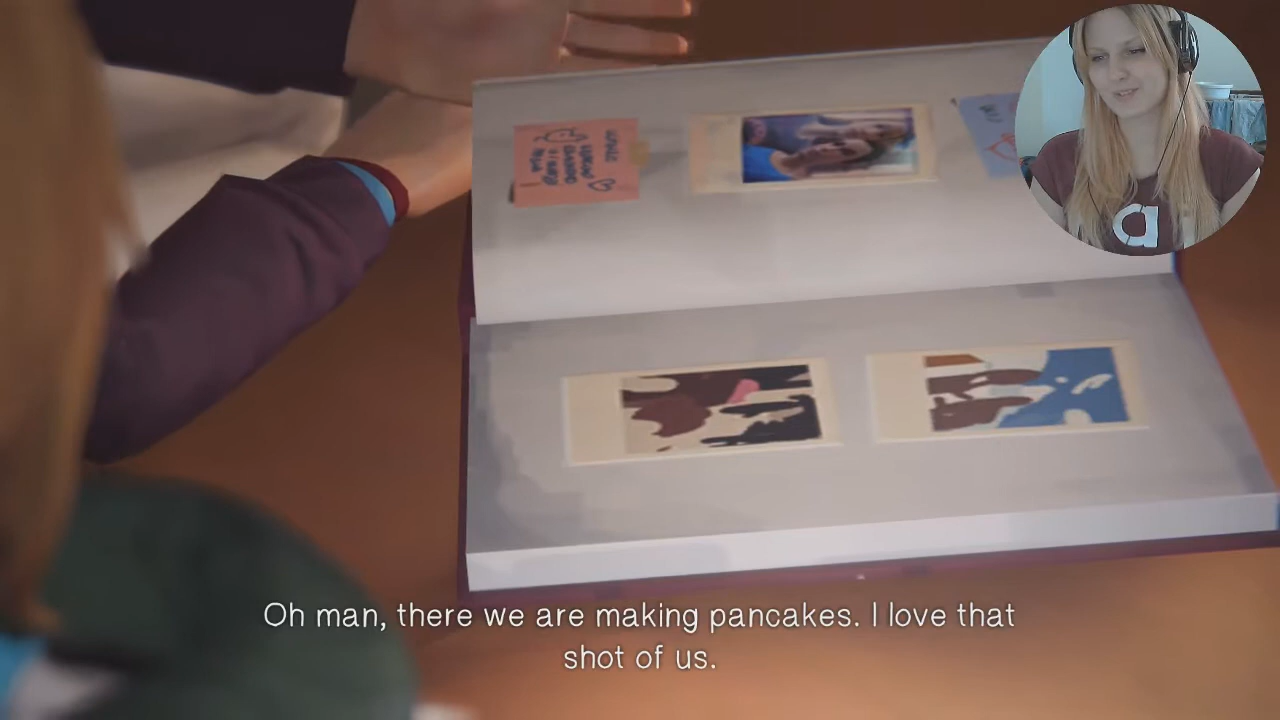 a
Oh man, there we are making pancakes. I love that
shot of us.